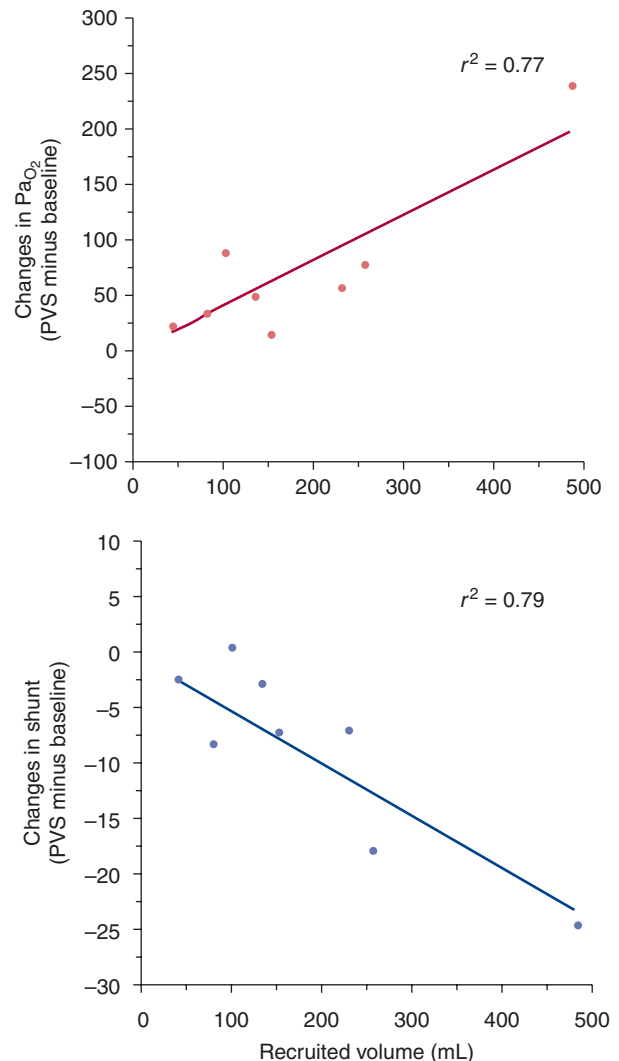 300
250
200
150
100
50
0
−50
−100
Changes in PaO2
(PVS minus baseline)
r2 = 0.77
0 100 200 300 400 500
10
5
0
−5
−10
−15
−20
−25
−30
Changes in shunt
(PVS minus baseline)
r2 = 0.79
0 100 200 300 400 500
Recruited volume (mL)